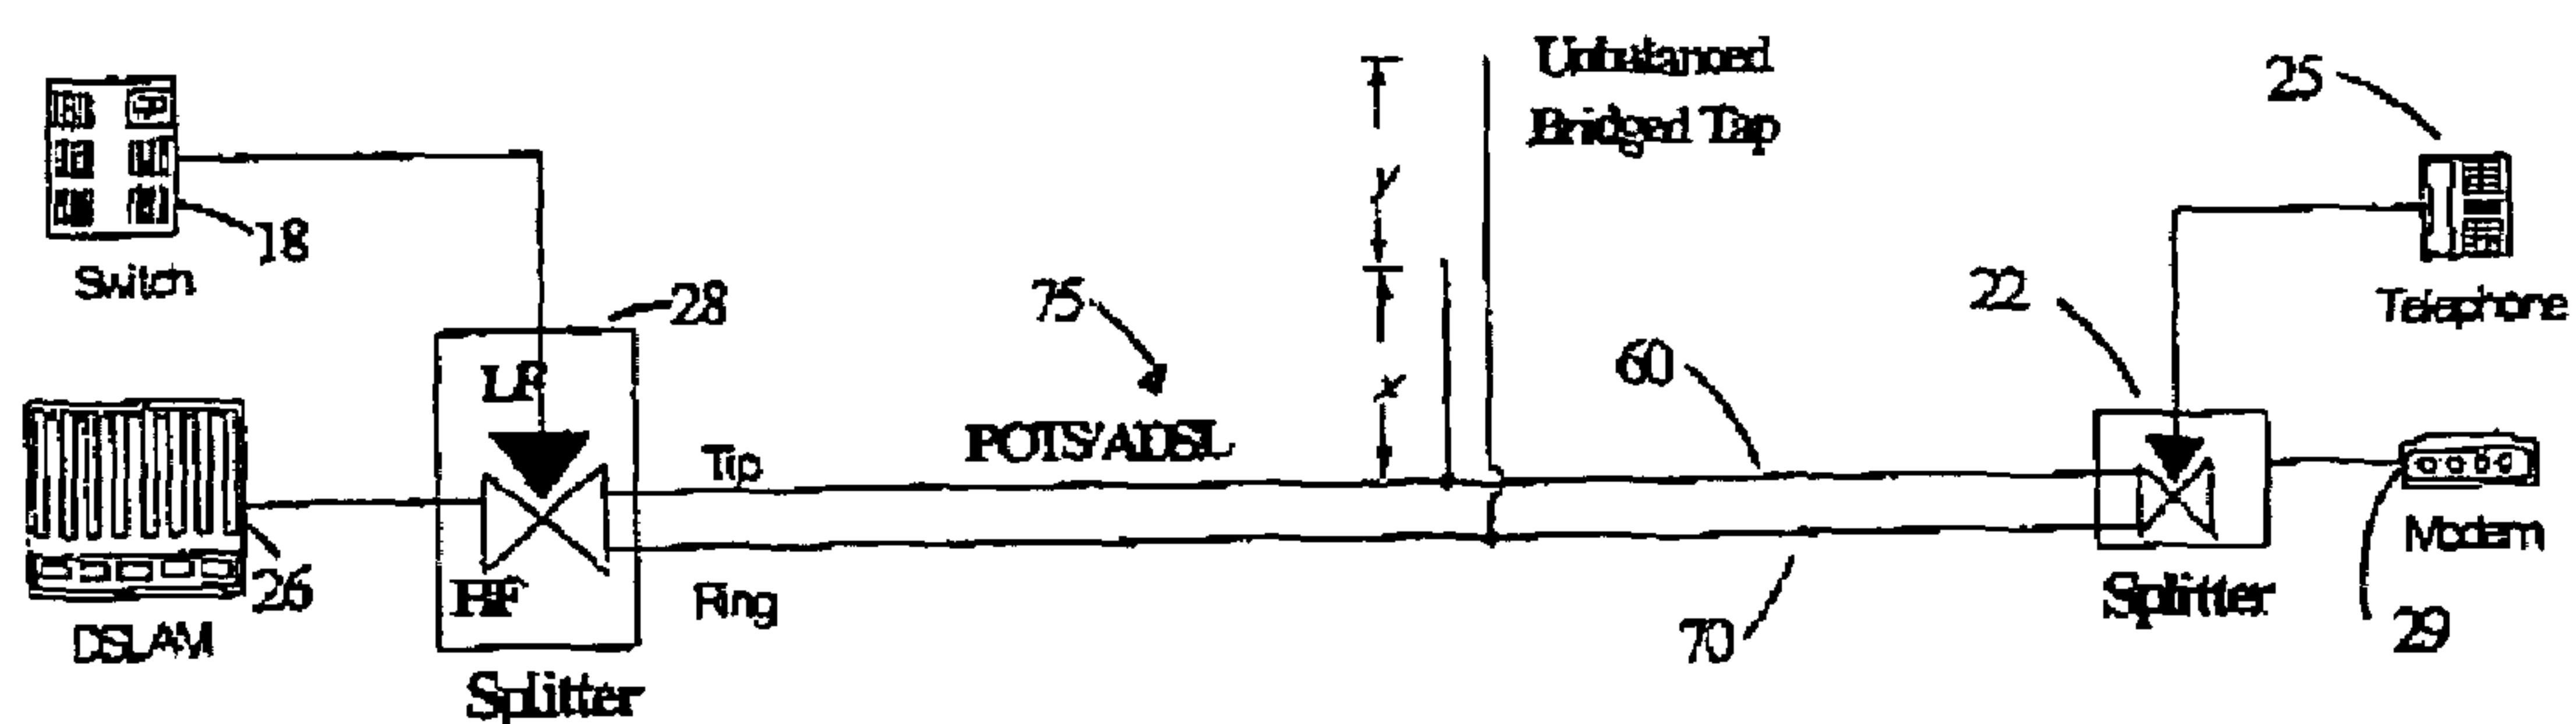 Unbalanced
Bridged Tap
25
y
18
Switch
28
75
22
Telephone
LF
x
60
POTS/ADSL
Tip
26
HF
Ring
DSLAM
70
Modem
Splitter
29
Splitter